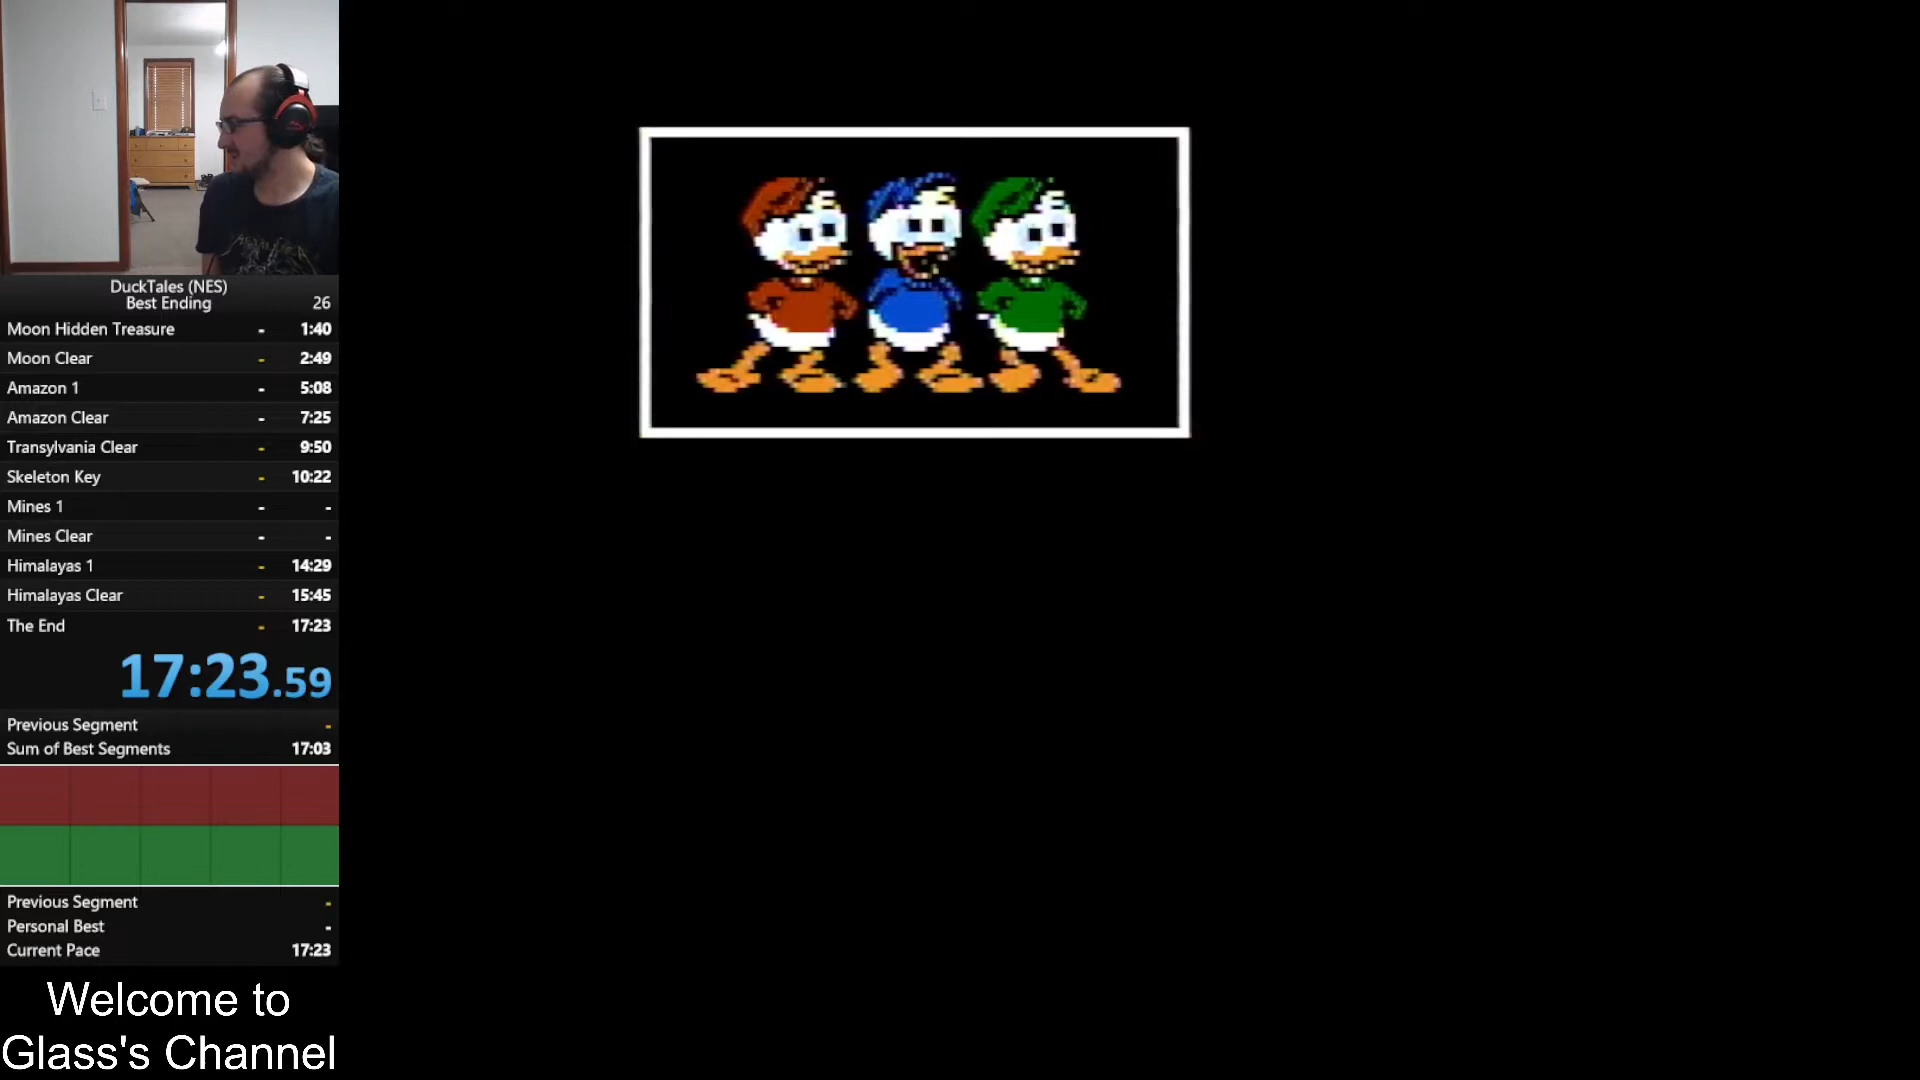 DuckTales (NES)
Best Ending 26
Moon Hidden Treasure - 1:40
Moon Clear - 2:49
Amazon 1 - 5:08
Amazon Clear - 7:25
Transylvania Clear - 9:50
Skeleton Key - 10:22
Mines 1 - -
Mines Clear - -
Himalayas 1 - 14:29
Himalayas Clear - 15:45
The End - 17:23
17:23.59
Previous Segment -
Sum of Best Segments 17:03
Previous Segment -
Personal Best -
Current Pace 17:23
Welcome to
Glass's Channel